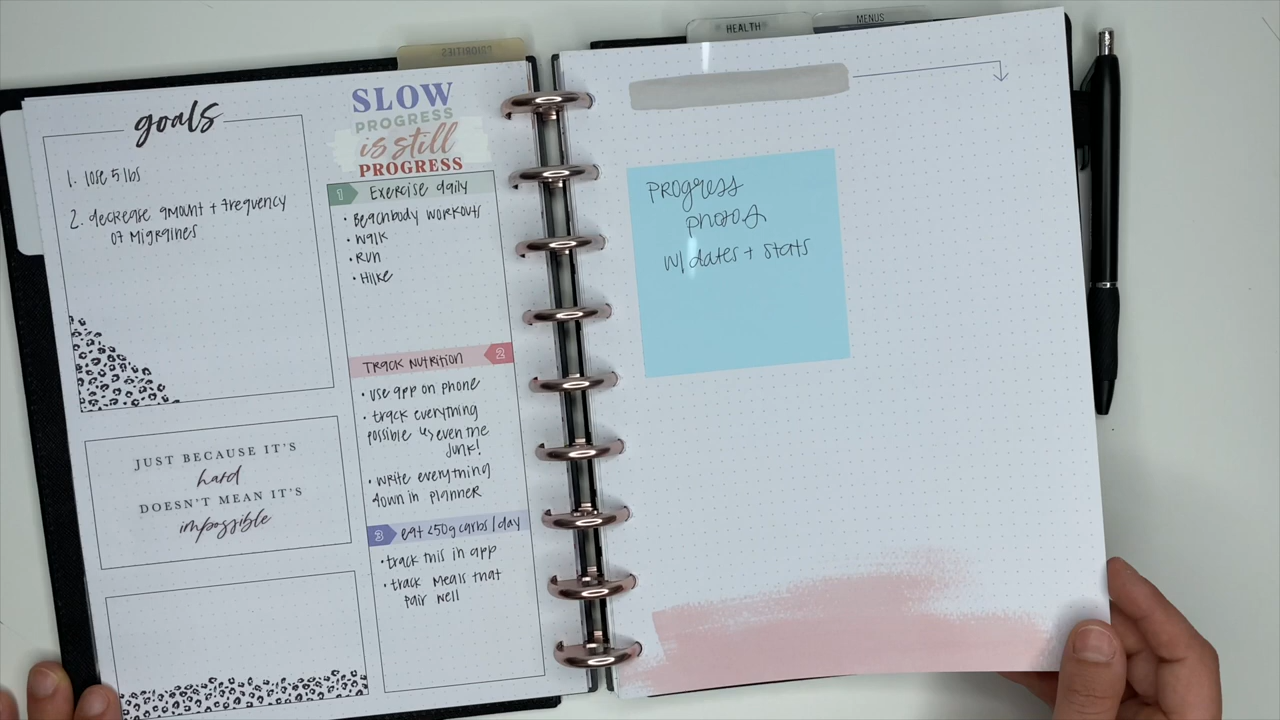 PRIORITIES
HEALTH
MENUS
goals
1. lose 5 lbs
2. decrease amount + frequency
of migraines
JUST BECAUSE IT'S
hard
DOESN'T MEAN IT'S
impossible
SLOW
PROGRESS
is still
PROGRESS
1 Exercise daily
• Beachbody workouts
• walk
• run
• Hike
Track Nutrition 2
• use app on phone
• track everything
possible ↳ even the
junk!
• write everything
down in planner
3 eat <50g carbs/day
• track this in app
• track meals that
pair well
Progress
photos
w/ dates + stats